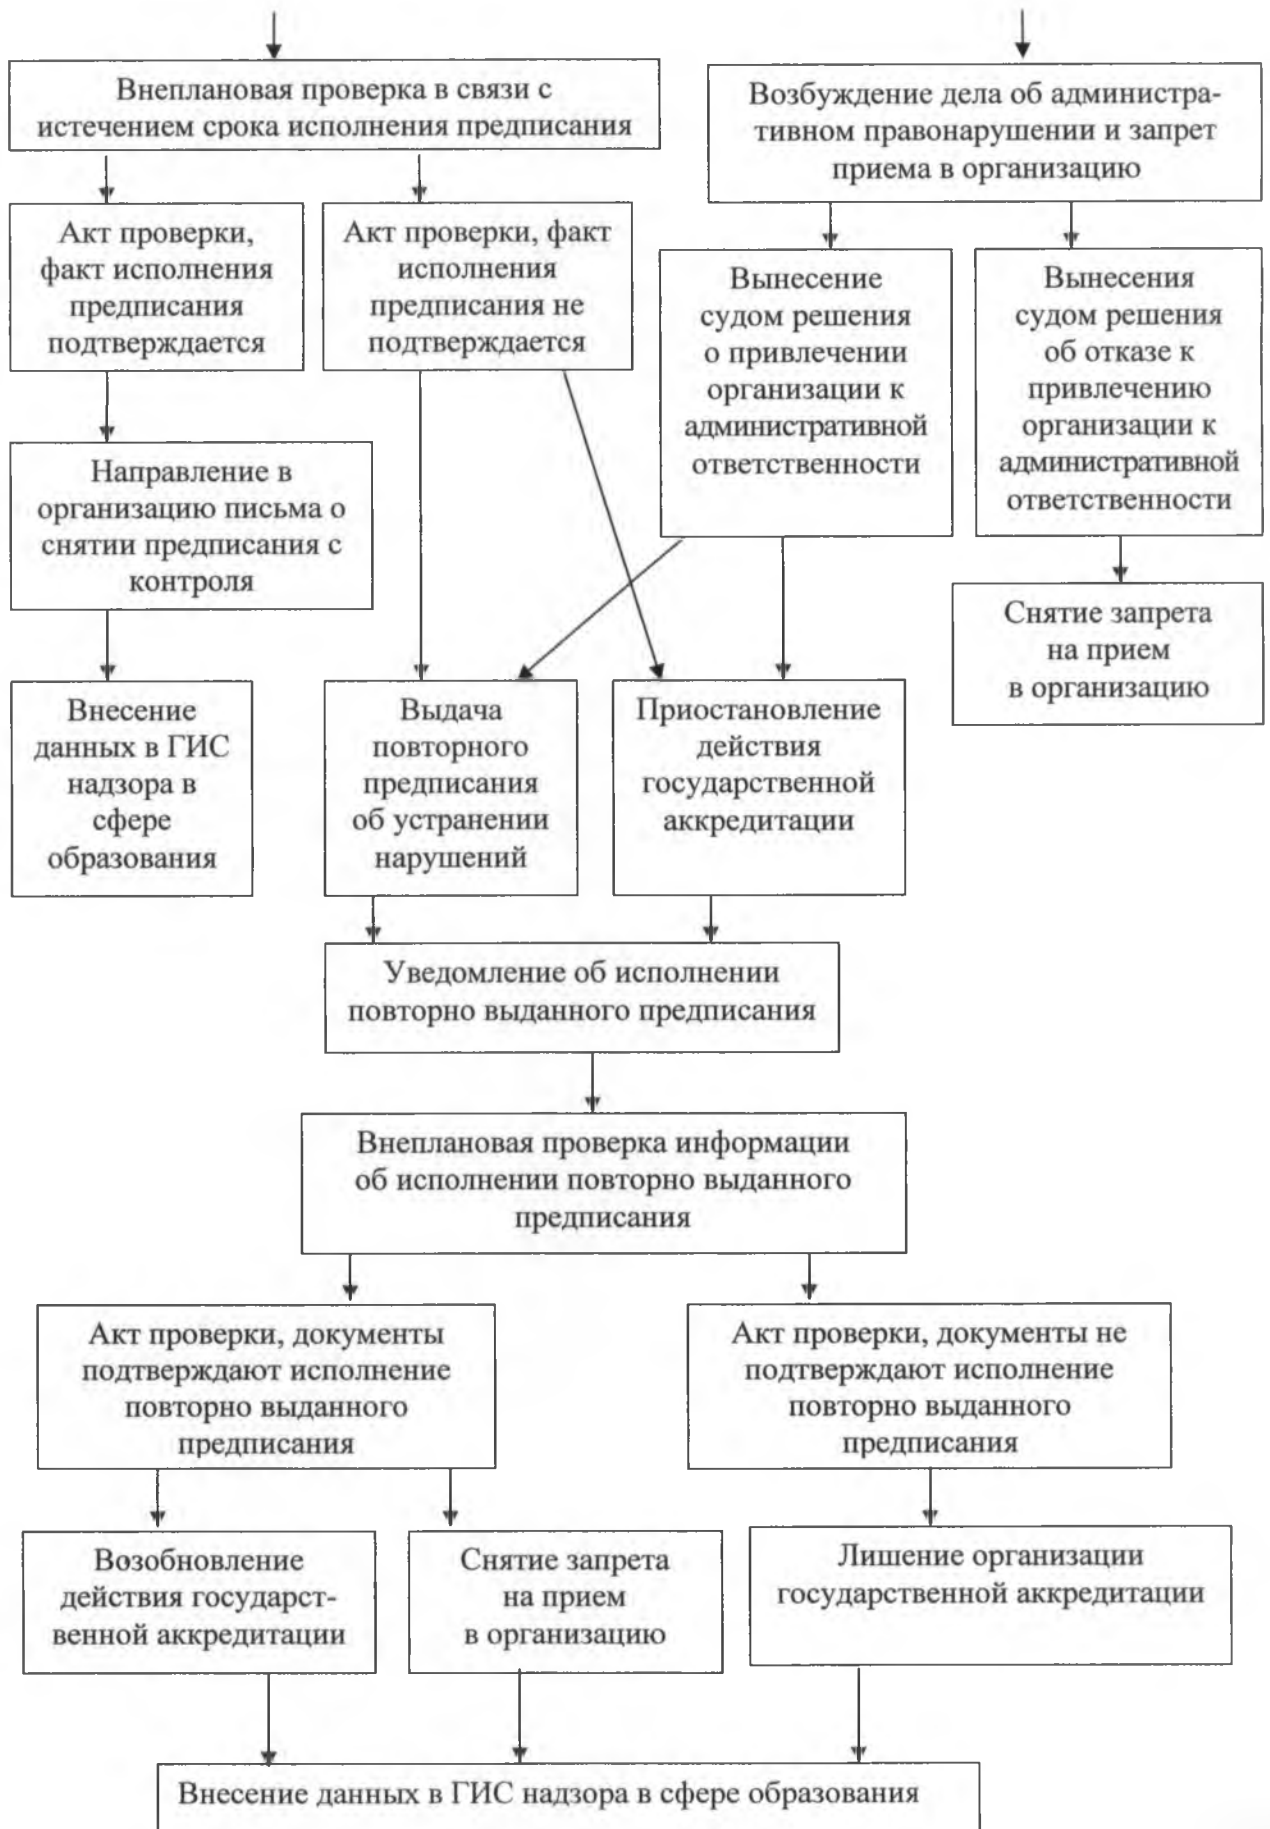 Внеплановая проверка в связи с
истечением срока исполнения предписания
Возбуждение дела об администра-
тивном правонарушении и запрет
приема в организацию
Акт проверки,
факт исполнения
предписания
подтверждается
Акт проверки, факт
исполнения
предписания не
подтверждается
Вынесение
судом решения
о привлечении
организации к
административной
ответственности
Вынесения
судом решения
об отказе к
привлечению
организации к
административной
ответственности
Направление в
организацию письма о
снятии предписания с
контроля
Снятие запрета
на прием
в организацию
Внесение
данных в ГИС
надзора в
сфере
образования
Выдача
повторного
предписания
об устранении
нарушений
Приостановление
действия
государственной
аккредитации
Уведомление об исполнении
повторно выданного предписания
Внеплановая проверка информации
об исполнении повторно выданного
предписания
Акт проверки, документы
подтверждают исполнение
повторно выданного
предписания
Акт проверки, документы не
подтверждают исполнение
повторно выданного
предписания
Возобновление
действия государст-
венной аккредитации
Снятие запрета
на прием
в организацию
Лишение организации
государственной аккредитации
Внесение данных в ГИС надзора в сфере образования